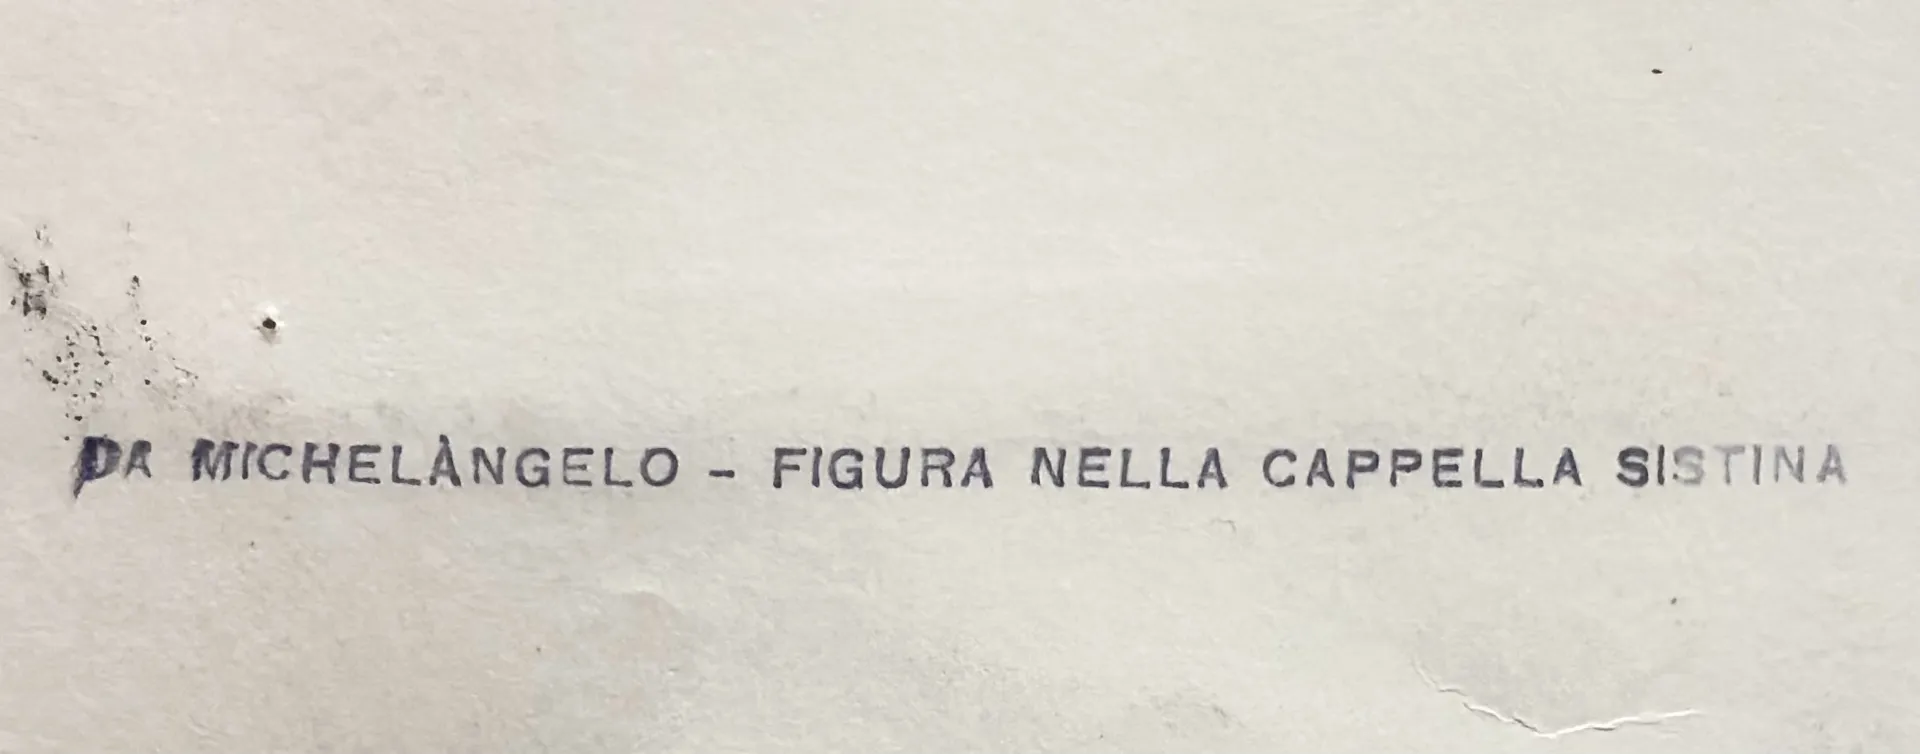 DA MICHELÀNGELO - FIGURA NELLA CAPPELLA SISTINA